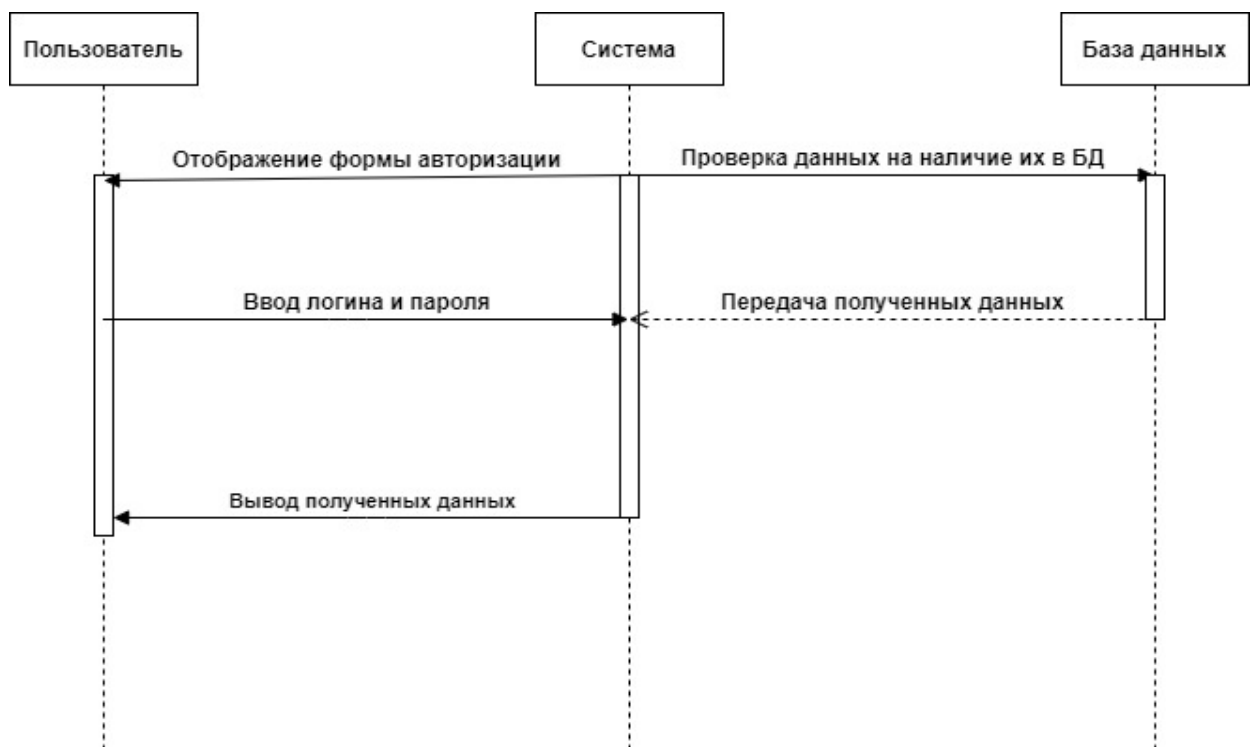 Пользователь
Система
База данных
Отображение формы авторизации
Проверка данных на наличие их в БД
Ввод логина и пароля
Передача полученных данных
Вывод полученных данных